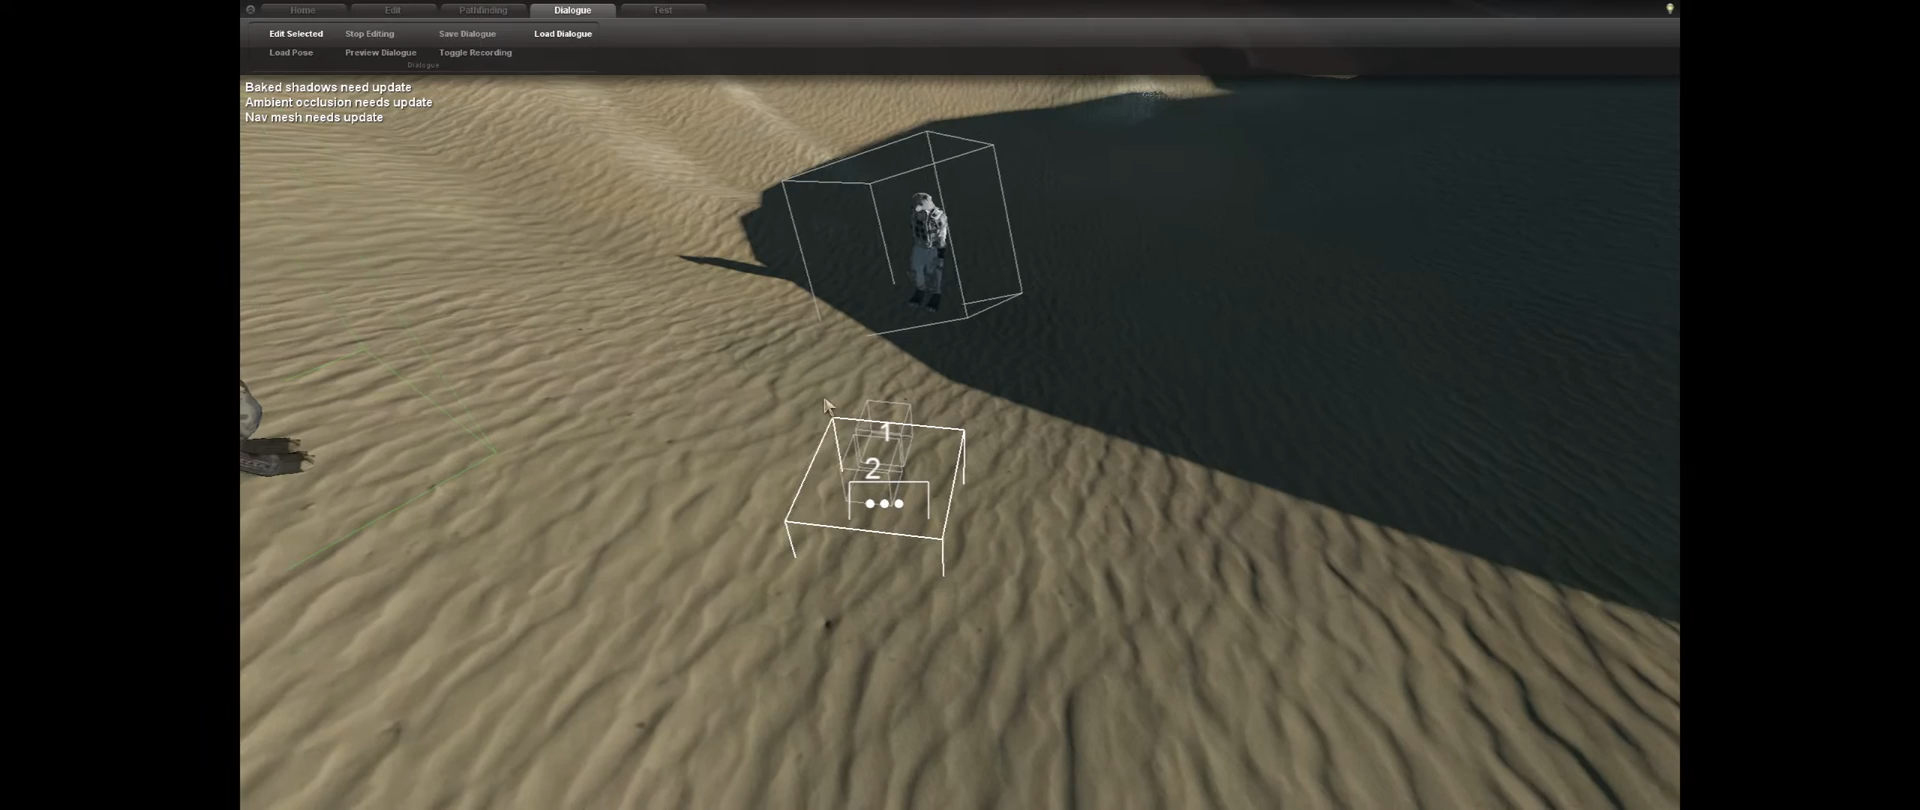 Home Edit Pathfinding Dialogue Test
Edit Selected Stop Editing Save Dialogue Load Dialogue
Load Pose Preview Dialogue Toggle Recording
Dialogue
Baked shadows need update
Ambient occlusion needs update
Nav mesh needs update
1
2